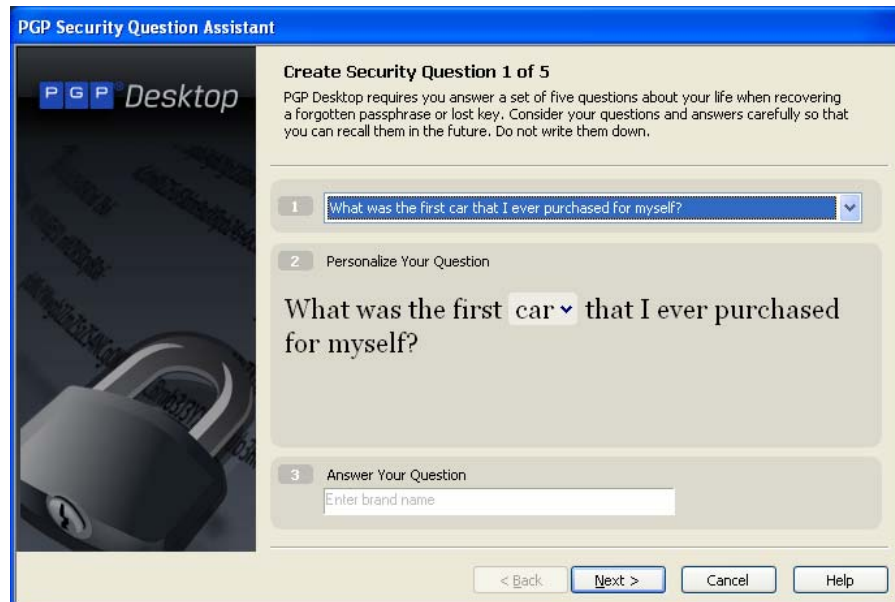 PGP Security Question Assistant
PGP® Desktop
Create Security Question 1 of 5
PGP Desktop requires you answer a set of five questions about your life when recovering
a forgotten passphrase or lost key. Consider your questions and answers carefully so that
you can recall them in the future. Do not write them down.
1 What was the first car that I ever purchased for myself?
2 Personalize Your Question
What was the first car that I ever purchased
for myself?
3 Answer Your Question
Enter brand name
< Back Next > Cancel Help